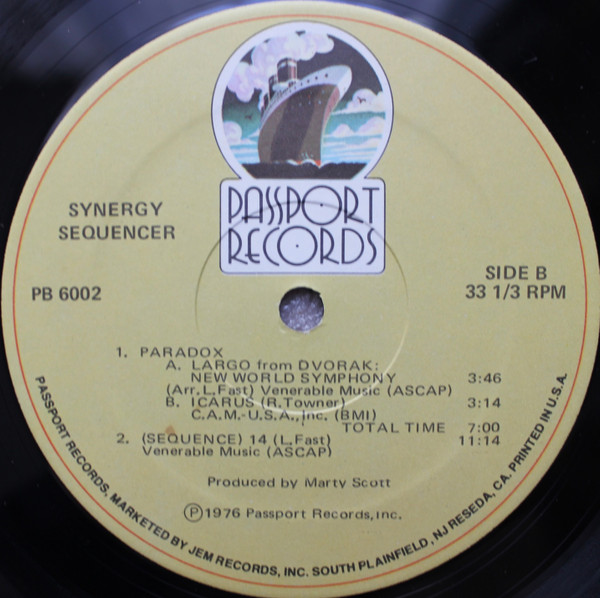 PASSPORT
RECORDS
SYNERGY
SEQUENCER
PB 6002
SIDE B
33 1/3 RPM
1. PARADOX
A. LARGO from DVORAK:
NEW WORLD SYMPHONY 3:46
(Arr. L. Fast) Venerable Music (ASCAP)
B. ICARUS (R. Towner) 3:14
C.A.M.-U.S.A., Inc. (BMI)
TOTAL TIME 7:00
2. (SEQUENCE) 14 (L. Fast) 11:14
Venerable Music (ASCAP)
Produced by Marty Scott
Ⓟ1976 Passport Records, Inc.
PASSPORT RECORDS, MARKETED BY JEM RECORDS, INC. SOUTH PLAINFIELD, NJ RESEDA, CA. PRINTED IN U.S.A.